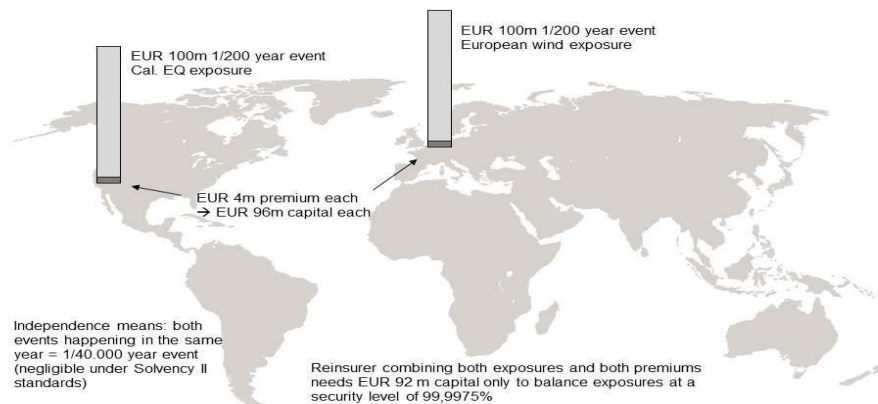 EUR 100m 1/200 year event
Cal. EQ exposure
EUR 100m 1/200 year event
European wind exposure
EUR 4m premium each
→ EUR 96m capital each
Independence means: both
events happening in the same
year = 1/40.000 year event
(negligible under Solvency II
standards)
Reinsurer combining both exposures and both premiums
needs EUR 92 m capital only to balance exposures at a
security level of 99,9975%